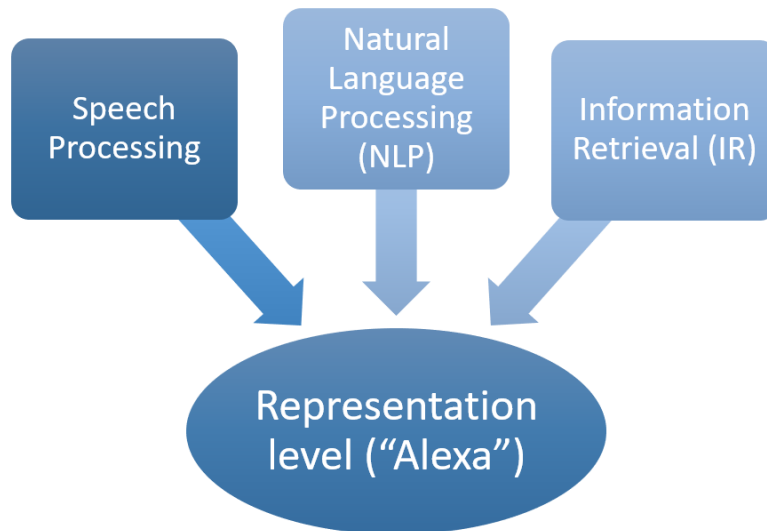 Speech
Processing
Natural
Language
Processing
(NLP)
Information
Retrieval (IR)
Representation
level (“Alexa”)